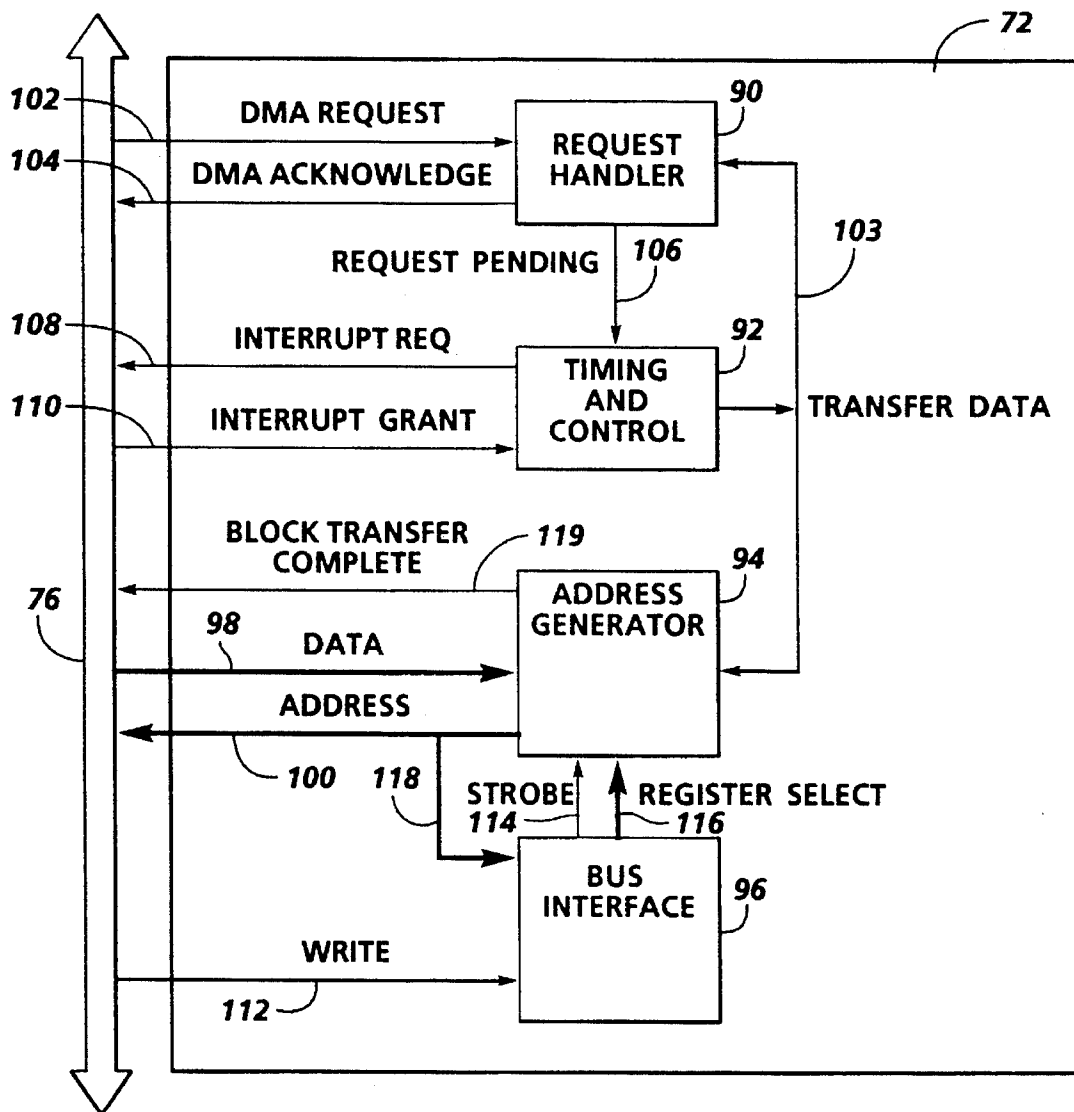 72
102
DMA REQUEST
90
REQUEST
HANDLER
104
DMA ACKNOWLEDGE
REQUEST PENDING
106
103
108
INTERRUPT REQ
92
TIMING
AND
CONTROL
TRANSFER DATA
110
INTERRUPT GRANT
BLOCK TRANSFER
COMPLETE
119
94
ADDRESS
GENERATOR
76
98
DATA
ADDRESS
100
118
STROBE
114
REGISTER SELECT
116
BUS
INTERFACE
96
WRITE
112